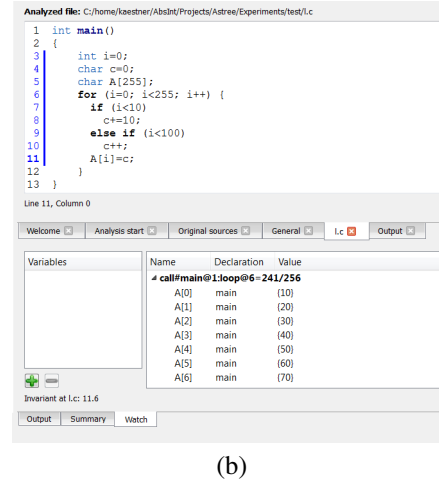 Analyzed file: C:/home/kaestner/AbsInt/Projects/Astree/Experiments/test/l.c
1 int main()
2 {
3 int i=0;
4 char c=0;
5 char A[255];
6 for (i=0; i<255; i++) {
7 if (i<10)
8 c+=10;
9 else if (i<100)
10 c++;
11 A[i]=c;
12 }
13 }
Line 11, Column 0
Welcome Analysis start Original sources General l.c Output
Variables Name Declaration Value
call#main@1:loop@6=241/256
A[0] main {10}
A[1] main {20}
A[2] main {30}
A[3] main {40}
A[4] main {50}
A[5] main {60}
A[6] main {70}
Invariant at l.c: 11.6
Output Summary Watch
(b)